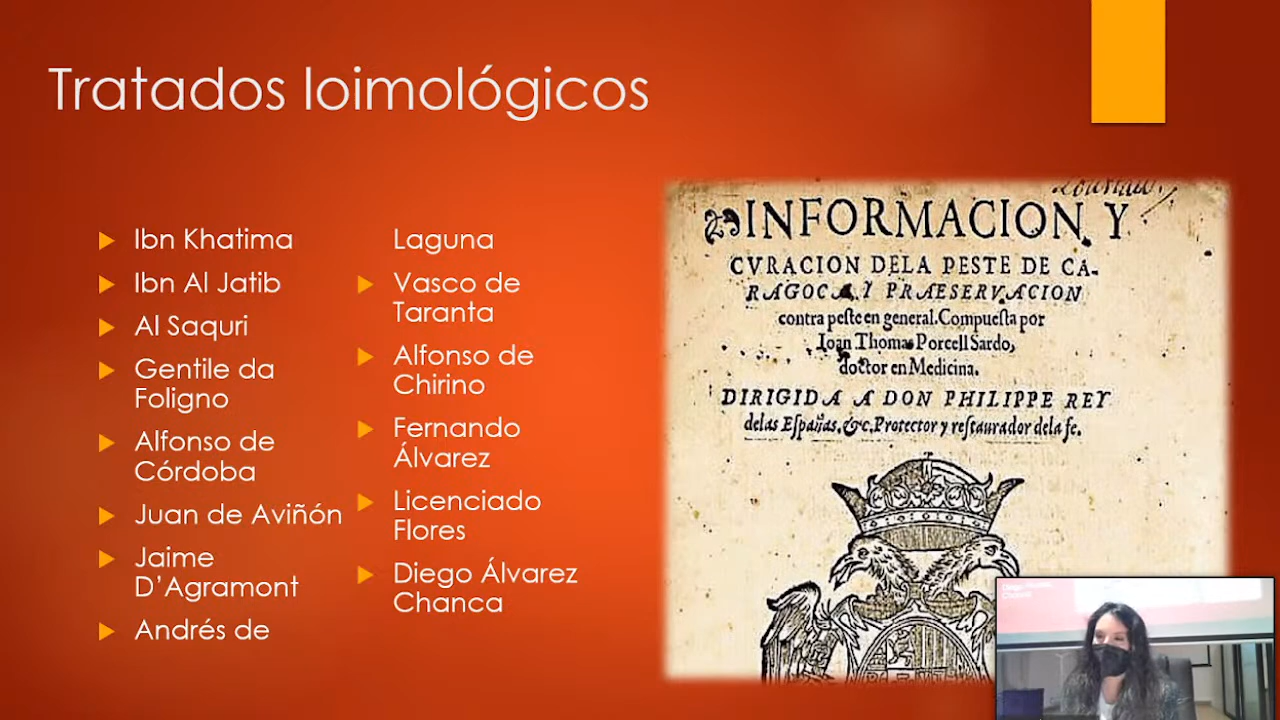 Tratados loimológicos
Ibn Khatima
Ibn Al Jatib
Al Saquri
Gentile da
Foligno
Alfonso de
Córdoba
Juan de Aviñón
Jaime
D'Agramont
Andrés de
Laguna
Vasco de
Taranta
Alfonso de
Chirino
Fernando
Álvarez
Licenciado
Flores
Diego Álvarez
Chanca
INFORMACION Y
CVRACION DELA PESTE DE CA-
RAGOCA, Y PRAESERVACION
contra peste en general. Compuesta por
Ioan Thomas Porcell Sardo,
doctor en Medicina.
DIRIGIDA A DON PHILIPPE REY
delas Españas, &c. Protector y restaurador dela fe.